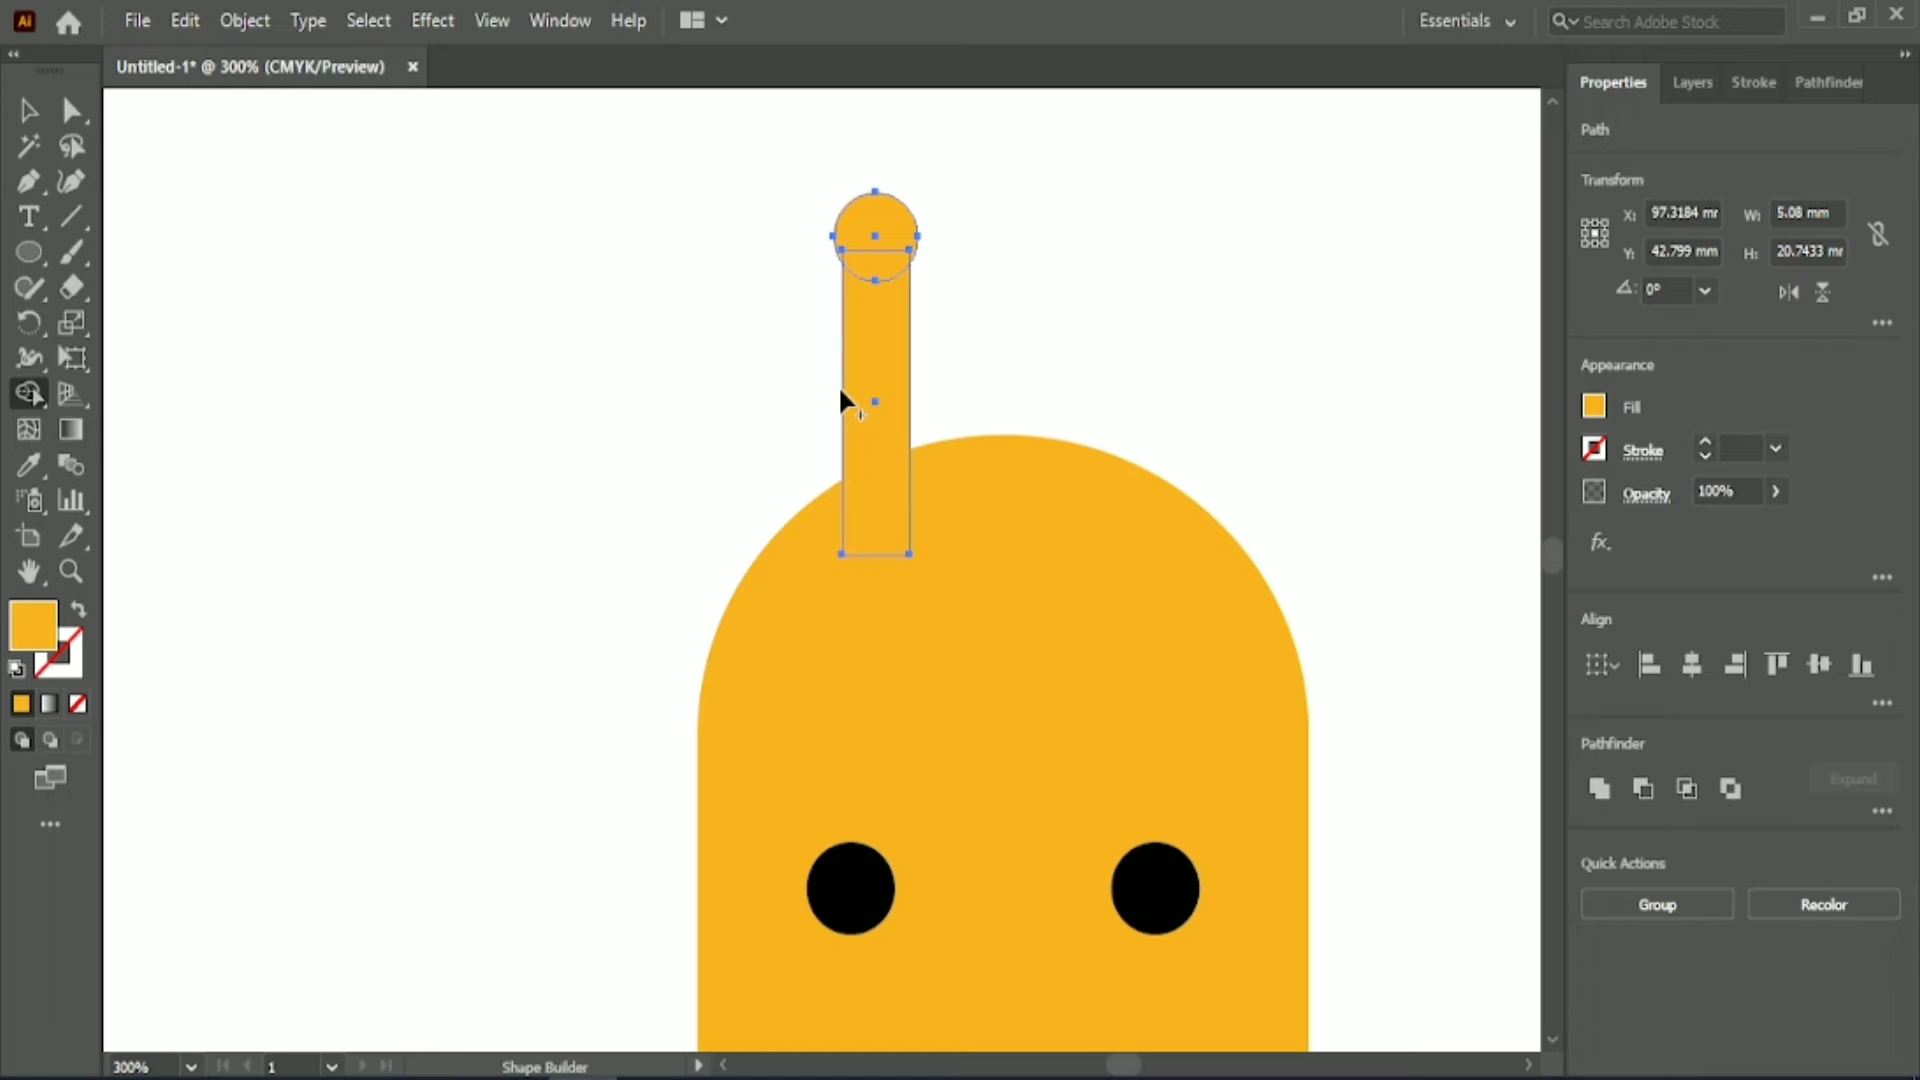 Ai File Edit Object Type Select Effect View Window Help Essentials Search Adobe Stock
Untitled-1* @ 300% (CMYK/Preview) ×
Properties Layers Stroke Pathfinder
Path
Transform
X: 97.3184 mr W: 5.08 mm
Y: 42.799 mm H: 20.7433 mr
0°
Appearance
Fill
Stroke
Opacity 100%
fx.
Align
Pathfinder
Expand
Quick Actions
Group Recolor
300% 1 Shape Builder